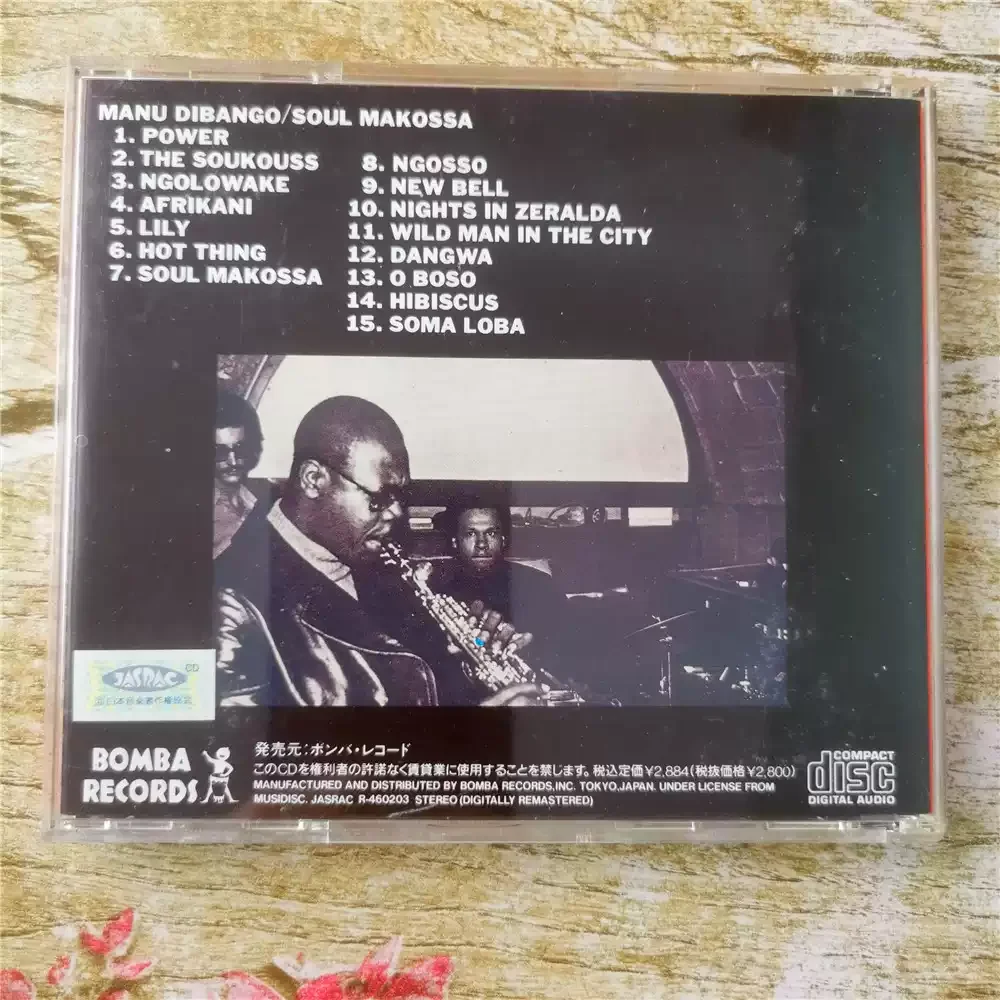 MANU DIBANGO/SOUL MAKOSSA
1. POWER
2. THE SOUKOUSS
3. NGOLOWAKE
4. AFRIKANI
5. LILY
6. HOT THING
7. SOUL MAKOSSA
8. NGOSSO
9. NEW BELL
10. NIGHTS IN ZERALDA
11. WILD MAN IN THE CITY
12. DANGWA
13. O BOSO
14. HIBISCUS
15. SOMA LOBA
JASRAC
CD
BOMBA
RECORDS
発売元:ボンバ・レコード
このCDを権利者の許諾なく賃貸業に使用することを禁じます。税込定価¥2,884(税抜価格¥2,800)
MANUFACTURED AND DISTRIBUTED BY BOMBA RECORDS,INC. TOKYO,JAPAN. UNDER LICENSE FROM
MUSIDISC. JASRAC R-460203 STEREO(DIGITALLY REMASTERED)
COMPACT
disc
DIGITAL AUDIO